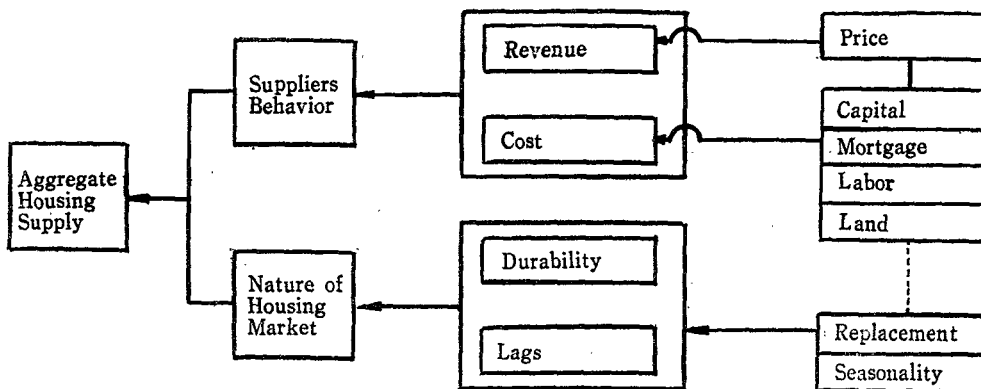 Aggregate
Housing
Supply
Suppliers
Behavior
Nature of
Housing
Market
Revenue
Cost
Durability
Lags
Price
Capital
Mortgage
Labor
Land
Replacement
Seasonality